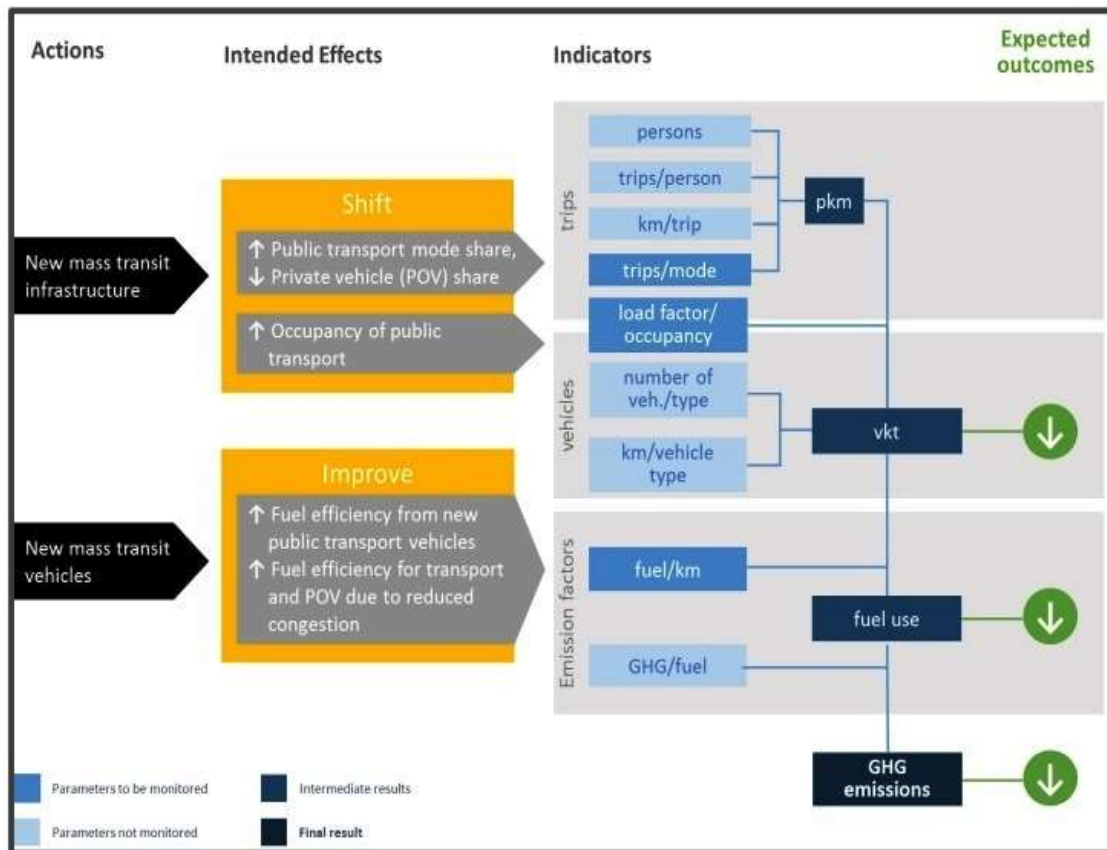 Actions
Intended Effects
Indicators
Expected
outcomes
New mass transit
infrastructure
Shift
↑ Public transport mode share,
↓ Private vehicle (POV) share
↑ Occupancy of public
transport
trips
persons
trips/person
km/trip
trips/mode
pkm
load factor/
occupancy
vehicles
number of
veh./type
km/vehicle
type
vkt
↓
New mass transit
vehicles
Improve
↑ Fuel efficiency from new
public transport vehicles
↑ Fuel efficiency for transport
and POV due to reduced
congestion
Emission factors
fuel/km
fuel use
↓
GHG/fuel
GHG
emissions
↓
Parameters to be monitored
Intermediate results
Parameters not monitored
Final result